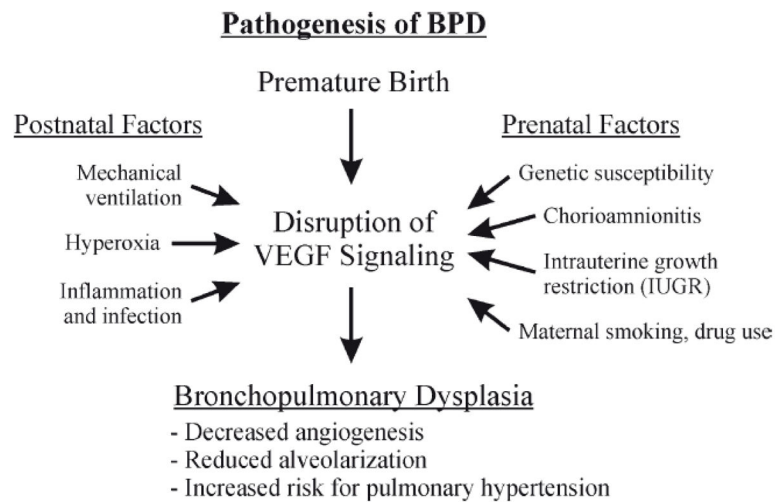 Pathogenesis of BPD
Premature Birth
Postnatal Factors
Mechanical
ventilation
Hyperoxia
Inflammation
and infection
Disruption of
VEGF Signaling
Prenatal Factors
Genetic susceptibility
Chorioamnionitis
Intrauterine growth
restriction (IUGR)
Maternal smoking, drug use
Bronchopulmonary Dysplasia
- Decreased angiogenesis
- Reduced alveolarization
- Increased risk for pulmonary hypertension